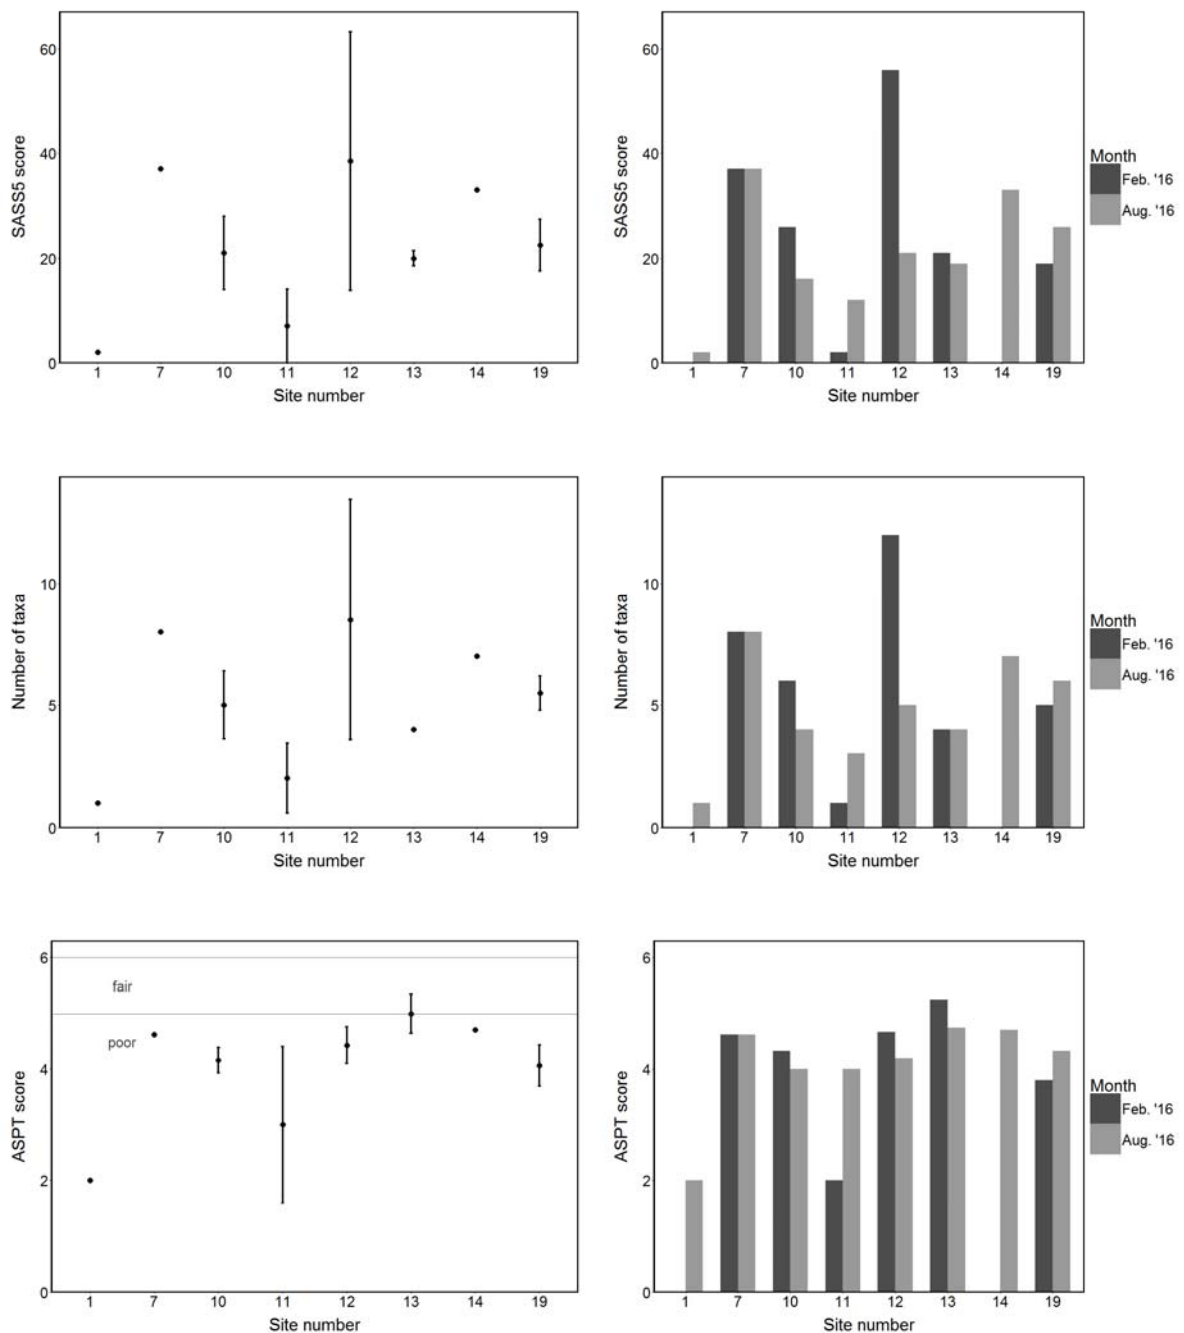 60
40
20
0
SASS5 score
1 7 10 11 12 13 14 19
Site number
60
40
20
0
SASS5 score
1 7 10 11 12 13 14 19
Site number
Month
Feb. '16
Aug. '16
10
5
0
Number of taxa
1 7 10 11 12 13 14 19
Site number
10
5
0
Number of taxa
1 7 10 11 12 13 14 19
Site number
Month
Feb. '16
Aug. '16
6
4
2
0
ASPT score
fair
poor
1 7 10 11 12 13 14 19
Site number
6
4
2
0
ASPT score
1 7 10 11 12 13 14 19
Site number
Month
Feb. '16
Aug. '16